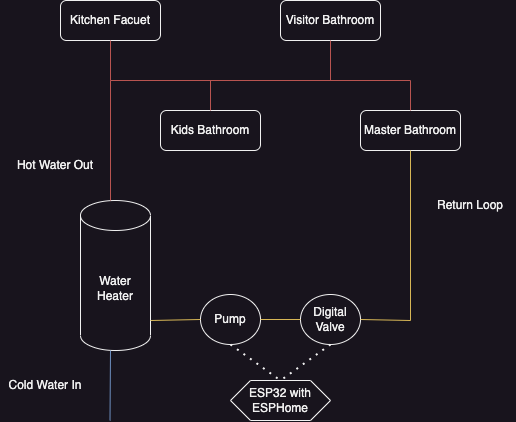 Kitchen Facuet
Visitor Bathroom
Kids Bathroom
Master Bathroom
Hot Water Out
Return Loop
Water
Heater
Pump
Digital
Valve
Cold Water In
ESP32 with
ESPHome